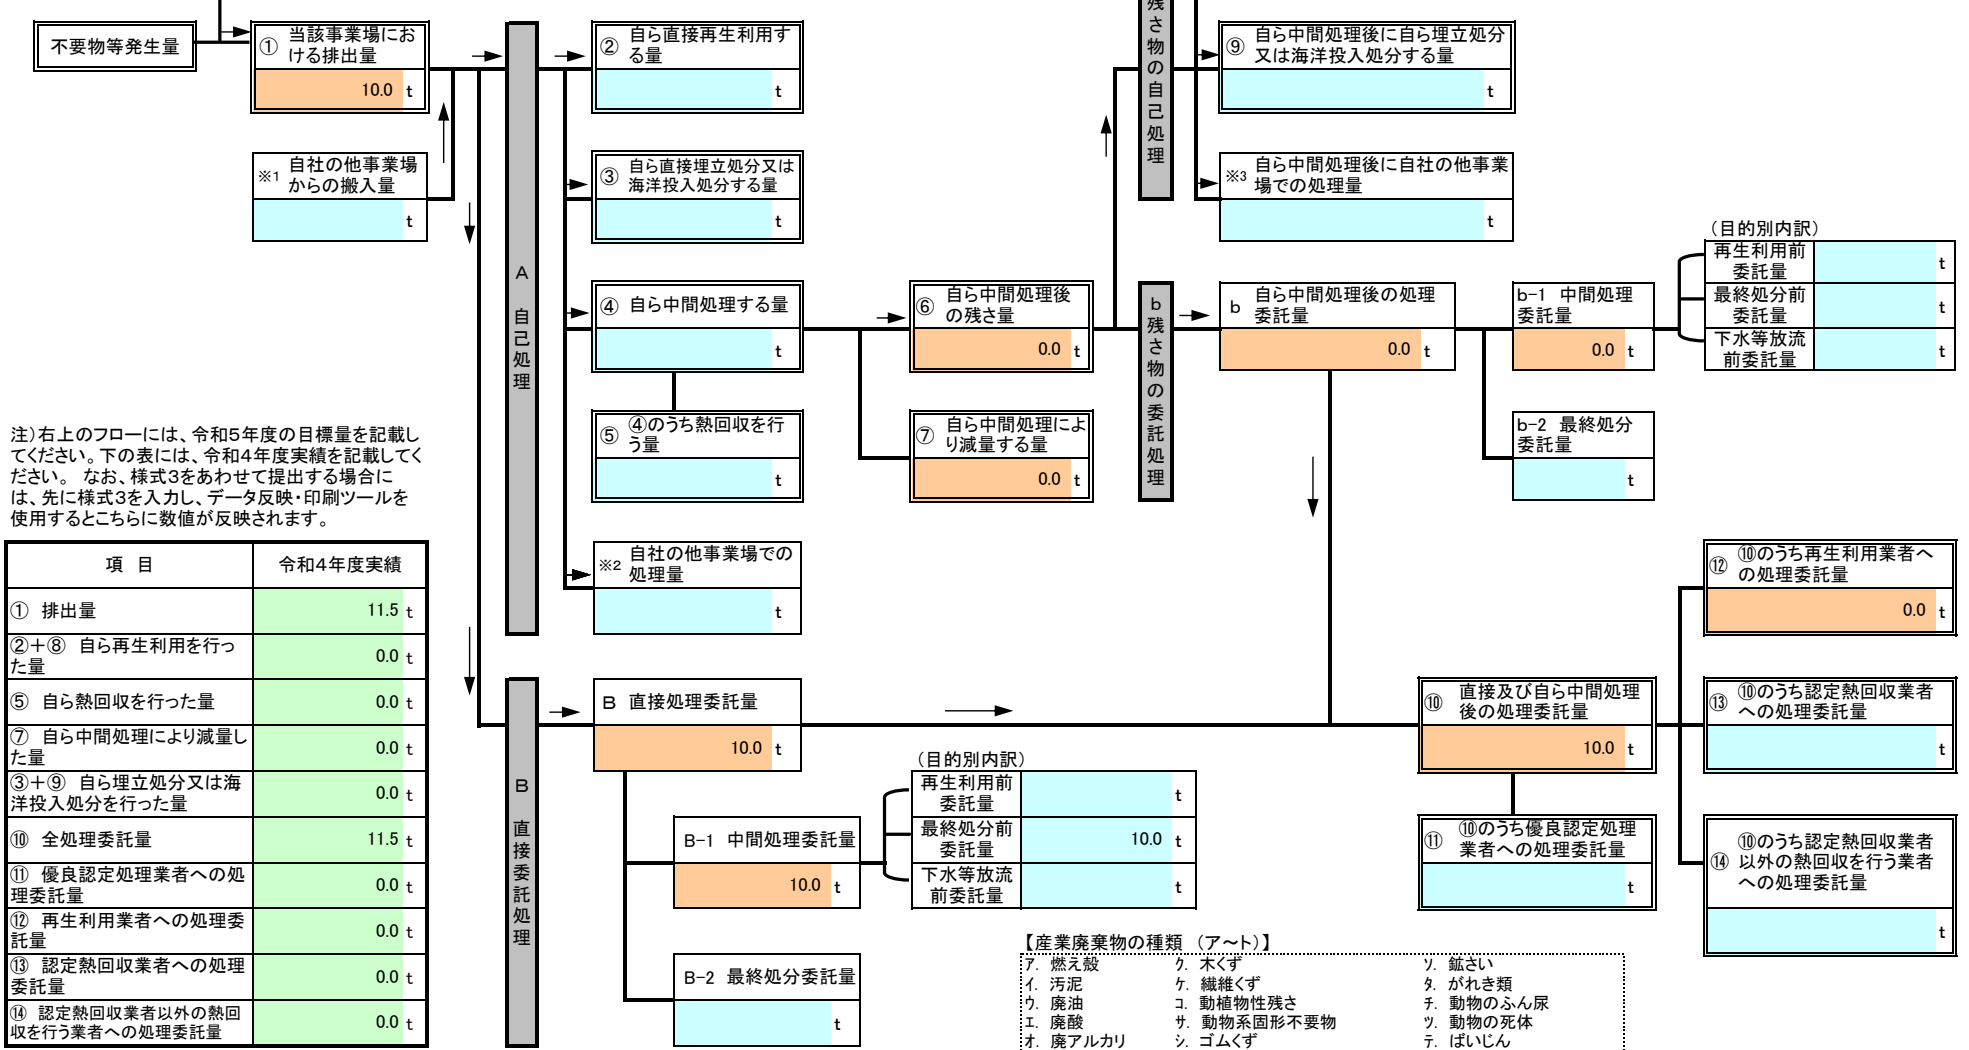 不要物等発生量
① 当該事業場にお
ける排出量
10.0 t
※1 自社の他事業場
からの搬入量
t
A 自己処理
② 自ら直接再生利用す
る量
t
③ 自ら直接埋立処分又は
海洋投入処分する量
t
④ 自ら中間処理する量
t
⑤ ④のうち熱回収を行
う量
t
※2 自社の他事業場での
処理量
t
⑥ 自ら中間処理後
の残さ量
0.0 t
⑦ 自ら中間処理によ
り減量する量
0.0 t
残さ物の自己処理
⑨ 自ら中間処理後に自ら埋立処分
又は海洋投入処分する量
t
※3 自ら中間処理後に自社の他事業
場での処理量
t
b 残さ物の委託処理
b 自ら中間処理後の処理
委託量
0.0 t
b-1 中間処理
委託量
0.0 t
(目的別内訳)
再生利用前
委託量
t
最終処分前
委託量
t
下水等放流
前委託量
t
b-2 最終処分
委託量
t
注)右上のフローには、令和5年度の目標量を記載し
てください。下の表には、令和4年度実績を記載してく
ださい。 なお、様式3をあわせて提出する場合に
は、先に様式3を入力し、データ反映・印刷ツールを
使用するとこちらに数値が反映されます。
項 目 令和4年度実績
① 排出量 11.5 t
②+⑧ 自ら再生利用を行っ
た量 0.0 t
⑤ 自ら熱回収を行った量 0.0 t
⑦ 自ら中間処理により減量し
た量 0.0 t
③+⑨ 自ら埋立処分又は海
洋投入処分を行った量 0.0 t
⑩ 全処理委託量 11.5 t
⑪ 優良認定処理業者への処
理委託量 0.0 t
⑫ 再生利用業者への処理委
託量 0.0 t
⑬ 認定熱回収業者への処理
委託量 0.0 t
⑭ 認定熱回収業者以外の熱回
収を行う業者への処理委託量 0.0 t
B 直接委託処理
B 直接処理委託量
10.0 t
B-1 中間処理委託量
10.0 t
B-2 最終処分委託量
t
(目的別内訳)
再生利用前
委託量
t
最終処分前
委託量
10.0 t
下水等放流
前委託量
t
⑩ 直接及び自ら中間処理
後の処理委託量
10.0 t
⑪ ⑩のうち優良認定処理
業者への処理委託量
t
⑫ ⑩のうち再生利用業者へ
の処理委託量
0.0 t
⑬ ⑩のうち認定熱回収業者
への処理委託量
t
⑭ ⑩のうち認定熱回収業者
以外の熱回収を行う業者
への処理委託量
t
【産業廃棄物の種類 (ア~ト)】
ア. 燃え殻 ク. 木くず ソ. 鉱さい
イ. 汚泥 ケ. 繊維くず タ. がれき類
ウ. 廃油 コ. 動植物性残さ チ. 動物のふん尿
エ. 廃酸 サ. 動物系固形不要物 ツ. 動物の死体
オ. 廃アルカリ シ. ゴムくず テ. ばいじん